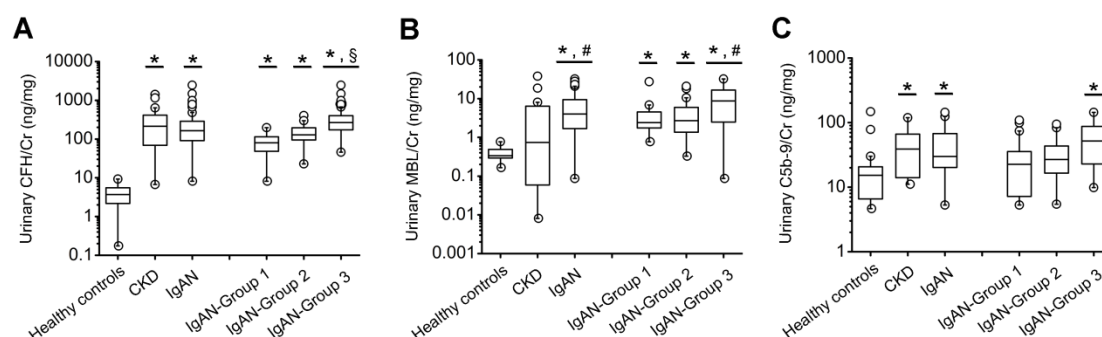 A
Urinary CFH/Cr (ng/mg)
10000
1000
100
10
1
0.1
* * * * *, §
Healthy controls
CKD
IgAN
IgAN-Group 1
IgAN-Group 2
IgAN-Group 3
B
Urinary MBL/Cr (ng/mg)
100
10
1
0.1
0.01
0.001
*, # * * *, #
Healthy controls
CKD
IgAN
IgAN-Group 1
IgAN-Group 2
IgAN-Group 3
C
Urinary C5b-9/Cr (ng/mg)
1000
100
10
1
* * *
Healthy controls
CKD
IgAN
IgAN-Group 1
IgAN-Group 2
IgAN-Group 3